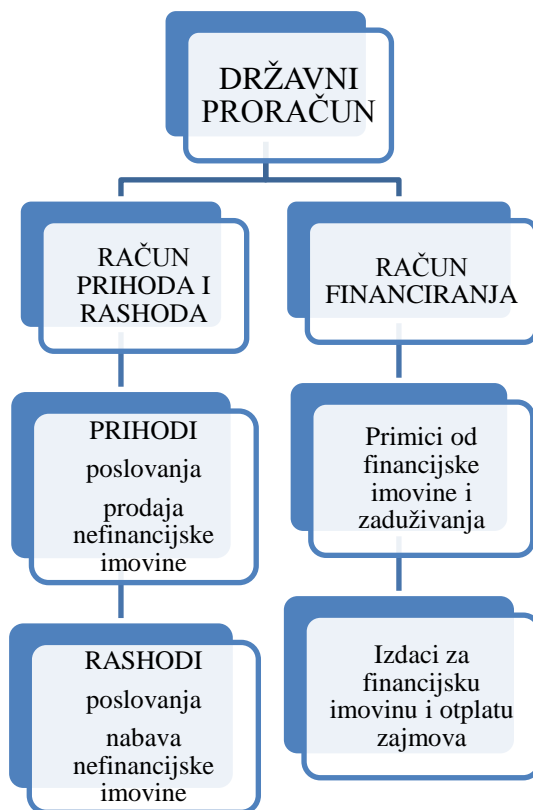 DRŽAVNI
PRORAČUN
RAČUN
PRIHODA I
RASHODA
RAČUN
FINANCIRANJA
PRIHODI
poslovanja
prodaja
nefinancijske
imovine
Primici od
financijske
imovine i
zaduživanja
RASHODI
poslovanja
nabava
nefinancijske
imovine
Izdaci za
financijsku
imovinu i otplatu
zajmova